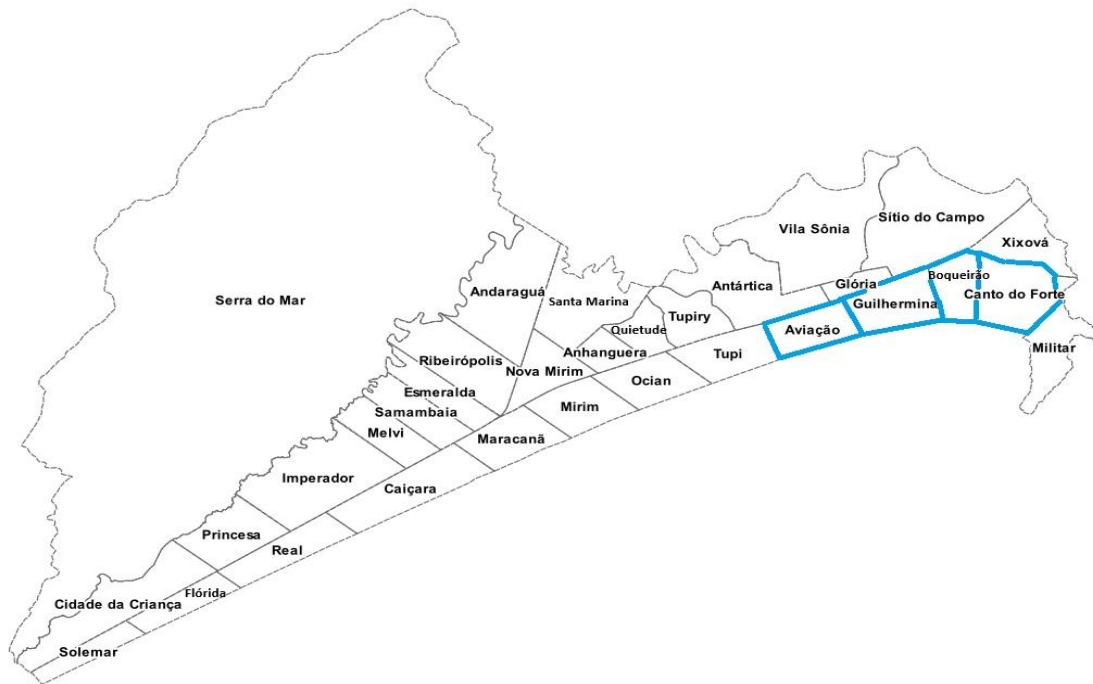 Sítio do Campo
Vila Sônia
Xixová
Boqueirão
Glória
Antártica
Andaraguá
Canto do Forte
Serra do Mar
Santa Marina
Guilhermina
Tupiry
Quietude
Aviação
Militar
Anhanguera
Tupi
Ribeirópolis
Nova Mirim
Ocian
Esmeralda
Mirim
Samambaia
Melvi
Maracanã
Imperador
Caiçara
Princesa
Real
Flórida
Cidade da Criança
Solemar